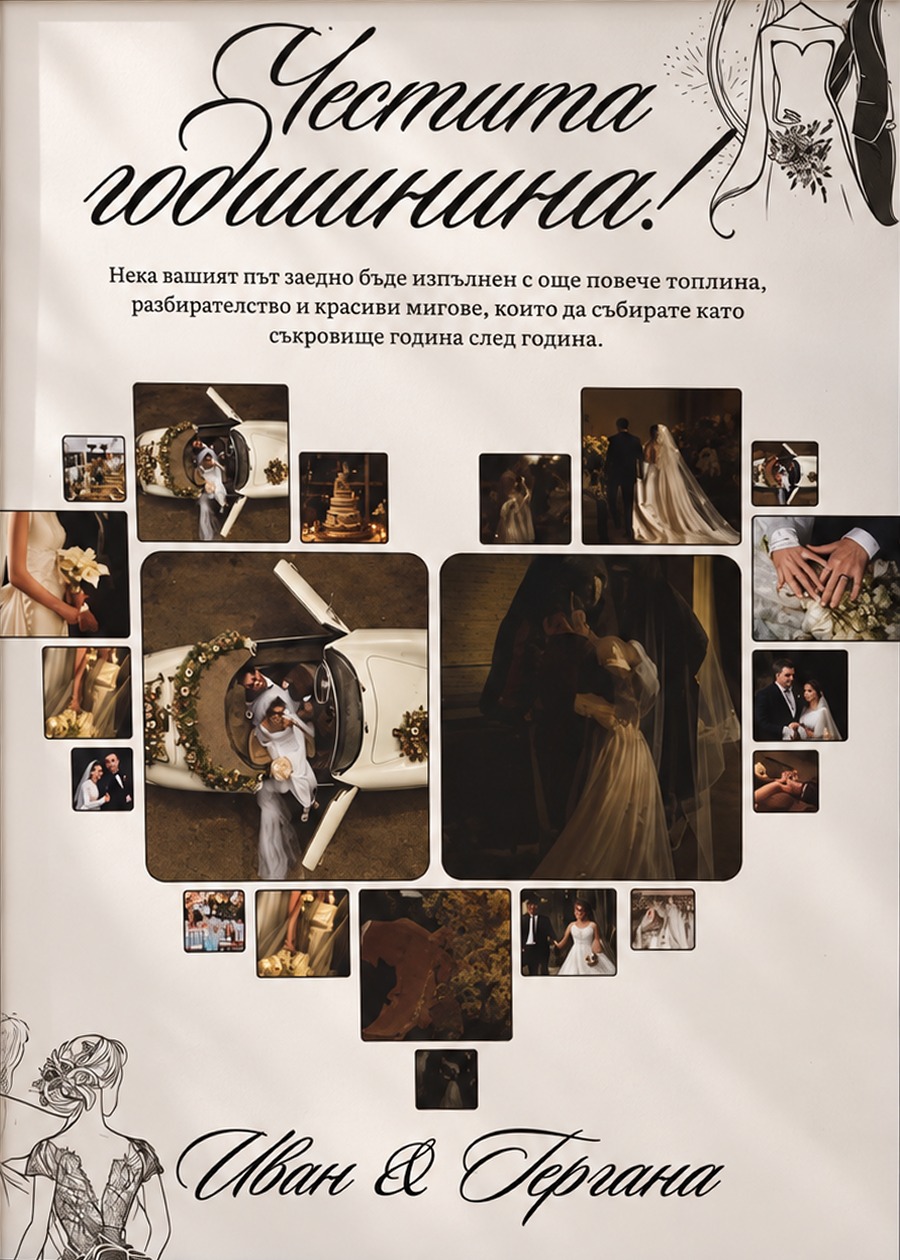 Честита
годишнина!
Нека вашият път заедно бъде изпълнен с още повече топлина,
разбирателство и красиви мигове, които да събирате като
съкровище година след година.
Иван & Гергана